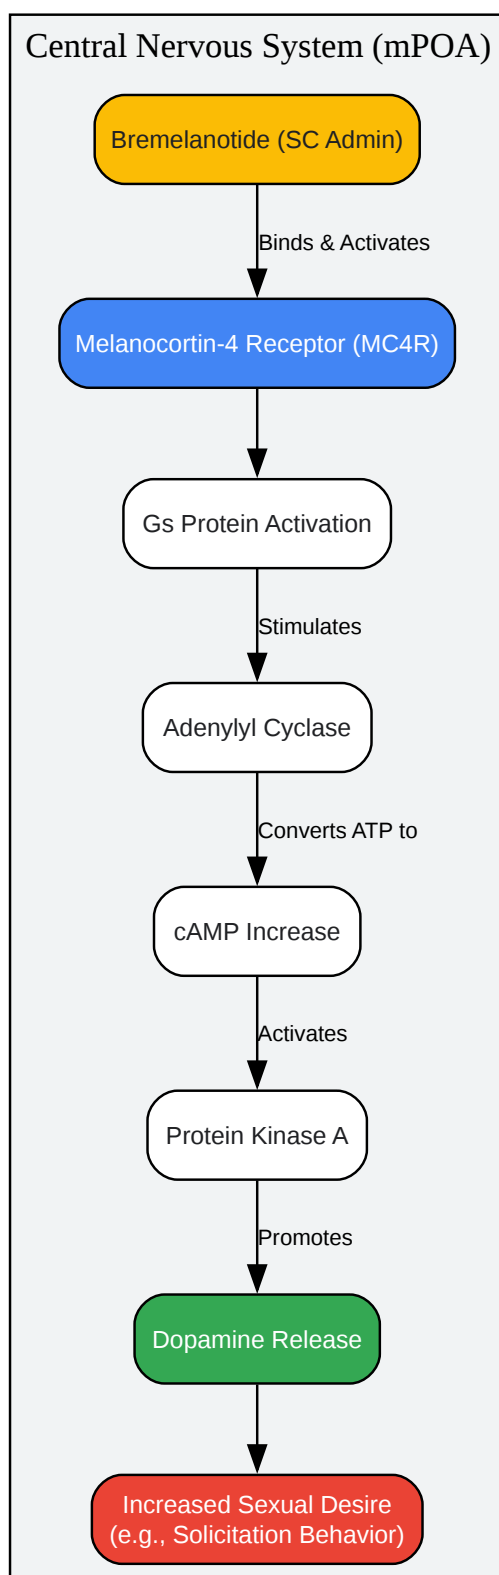 Central Nervous System (mPOA)
Bremelanotide (SC Admin)
Binds & Activates
Melanocortin-4 Receptor (MC4R)
Gs Protein Activation
Stimulates
Adenylyl Cyclase
Converts ATP to
cAMP Increase
Activates
Protein Kinase A
Promotes
Dopamine Release
Increased Sexual Desire
(e.g., Solicitation Behavior)